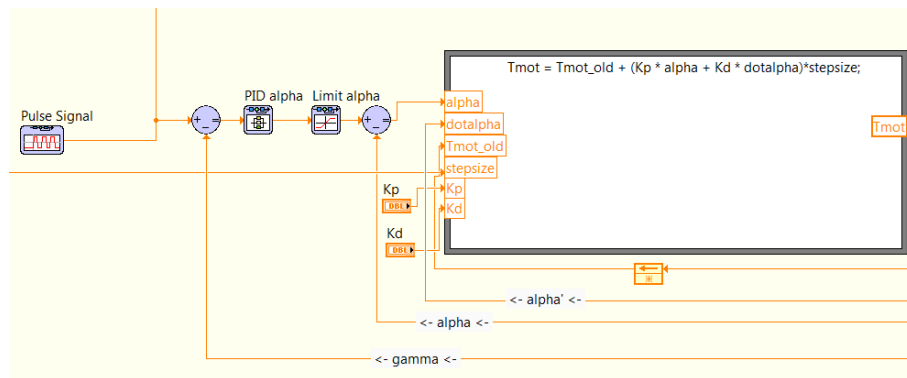 Tmot = Tmot_old + (Kp * alpha + Kd * dotalpha)*stepsize;
PID alpha
Limit alpha
Pulse Signal
alpha
dotalpha
Tmot_old
stepsize
Kp
Kd
Tmot
Kp
DBL
Kd
DBL
<- alpha' <-
<- alpha <-
<- gamma <-